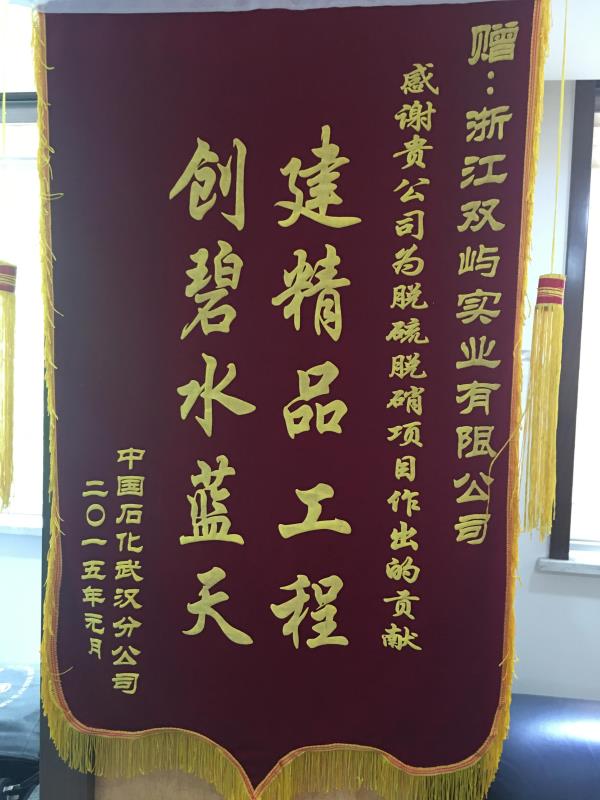 赠：浙江双屿实业有限公司
感谢贵公司为脱硫脱硝项目作出的贡献
建精品工程
创碧水蓝天
中国石化武汉分公司
二〇一五年元月